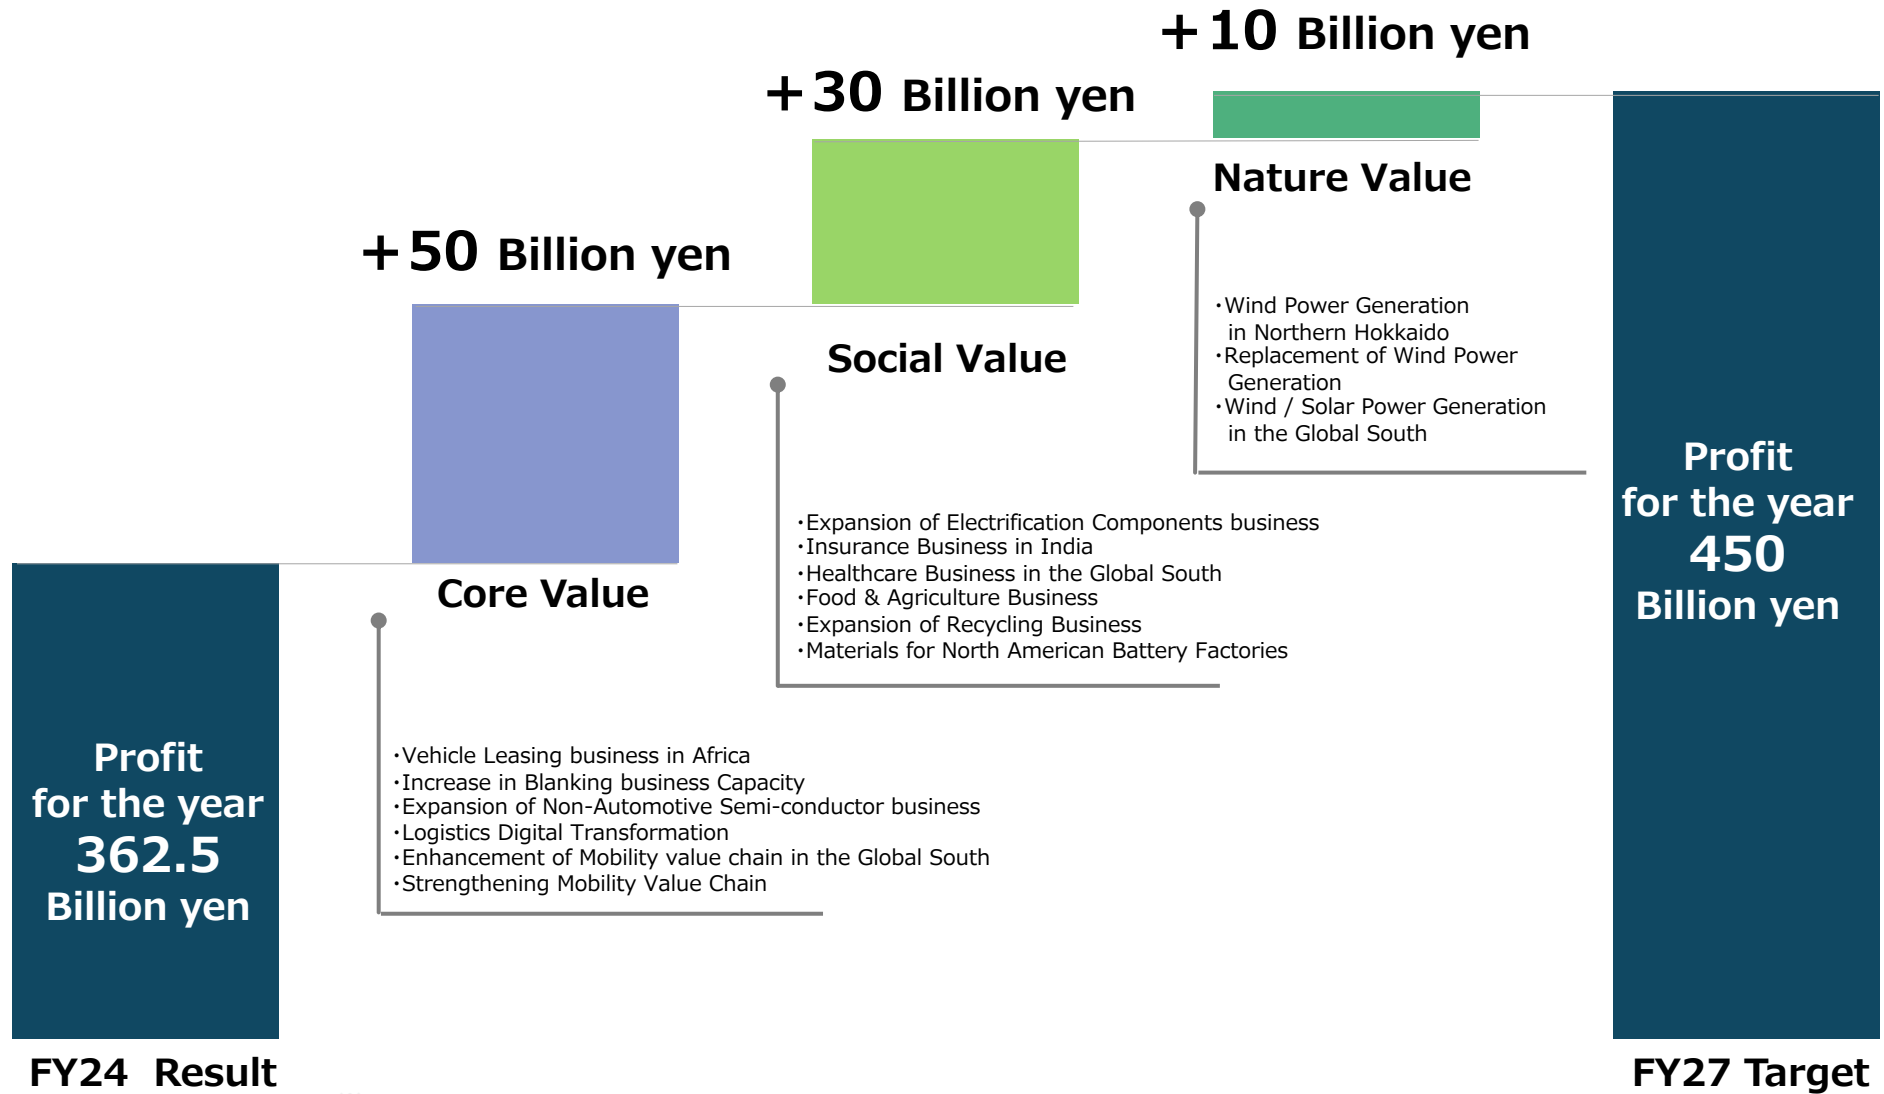 +10 Billion yen
+30 Billion yen
+50 Billion yen
Nature Value
・Wind Power Generation
in Northern Hokkaido
・Replacement of Wind Power
Generation
・Wind / Solar Power Generation
in the Global South
Social Value
・Expansion of Electrification Components business
・Insurance Business in India
・Healthcare Business in the Global South
・Food & Agriculture Business
・Expansion of Recycling Business
・Materials for North American Battery Factories
Core Value
・Vehicle Leasing business in Africa
・Increase in Blanking business Capacity
・Expansion of Non-Automotive Semi-conductor business
・Logistics Digital Transformation
・Enhancement of Mobility value chain in the Global South
・Strengthening Mobility Value Chain
Profit
for the year
362.5
Billion yen
FY24 Result
Profit
for the year
450
Billion yen
FY27 Target